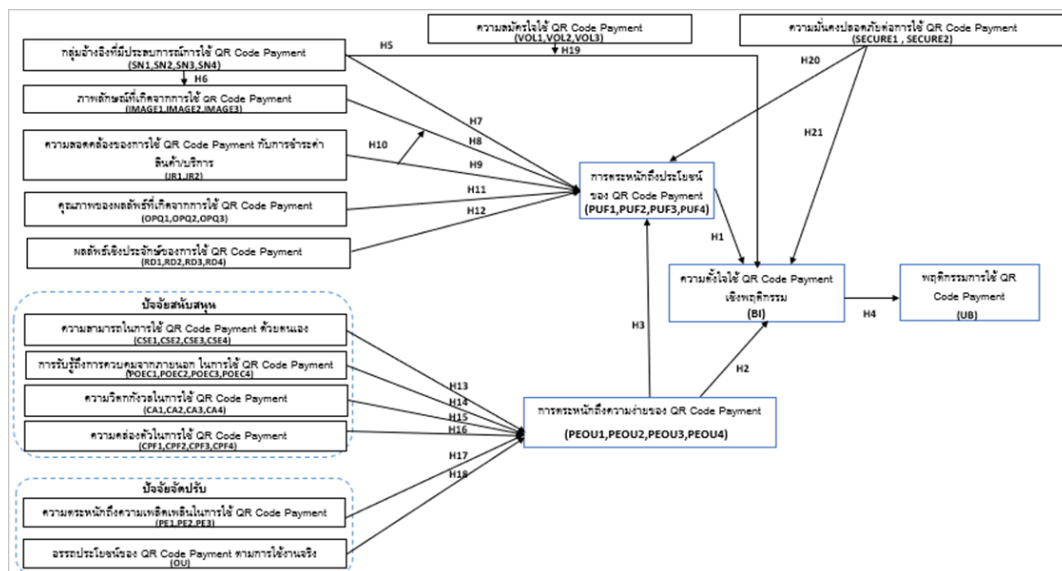 ความสมัครใจใช้ QR Code Payment
(VOL1,VOL2,VOL3)
ความมั่นคงปลอดภัยต่อการใช้ QR Code Payment
(SECURE1 , SECURE2)
กลุ่มอ้างอิงที่มีประสบการณ์การใช้ QR Code Payment
(SN1,SN2,SN3,SN4)
H5
H19
H20
H6
ภาพลักษณ์ที่เกิดจากการใช้ QR Code Payment
(IMAGE1,IMAGE2,IMAGE3)
H7
H8
H21
ความสอดคล้องของการใช้ QR Code Payment กับการชำระค่า
สินค้า/บริการ
(JR1,JR2)
H10
H9
การตระหนักถึงประโยชน์
ของ QR Code Payment
(PUF1,PUF2,PUF3,PUF4)
คุณภาพของผลลัพธ์ที่เกิดจากการใช้ QR Code Payment
(OPQ1,OPQ2,OPQ3)
H11
H12
H1
ผลลัพธ์เชิงประจักษ์ของการใช้ QR Code Payment
(RD1,RD2,RD3,RD4)
ความตั้งใจใช้ QR Code Payment
เชิงพฤติกรรม
(BI)
พฤติกรรมการใช้ QR
Code Payment
(UB)
H4
H3
H2
ปัจจัยสนับสนุน
ความสามารถในการใช้ QR Code Payment ด้วยตนเอง
(CSE1,CSE2,CSE3,CSE4)
การรับรู้ถึงการควบคุมจากภายนอก ในการใช้ QR Code Payment
(POEC1,POEC2,POEC3,POEC4)
ความวิตกกังวลในการใช้ QR Code Payment
(CA1,CA2,CA3,CA4)
ความคล่องตัวในการใช้ QR Code Payment
(CPF1,CPF2,CPF3,CPF4)
H13
H14
H15
H16
H17
H18
การตระหนักถึงความง่ายของ QR Code Payment
(PEOU1,PEOU2,PEOU3,PEOU4)
ปัจจัยจัดปรับ
ความตระหนักถึงความเพลิดเพลินในการใช้ QR Code Payment
(PE1,PE2,PE3)
อรรถประโยชน์ของ QR Code Payment ตามการใช้งานจริง
(OU)